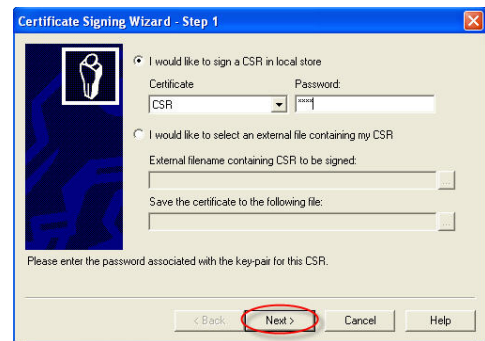 Certificate Signing Wizard - Step 1
I would like to sign a CSR in local store
Certificate Password:
CSR ****
I would like to select an external file containing my CSR
External filename containing CSR to be signed:
...
Save the certificate to the following file:
...
Please enter the password associated with the key-pair for this CSR.
< Back Next > Cancel Help